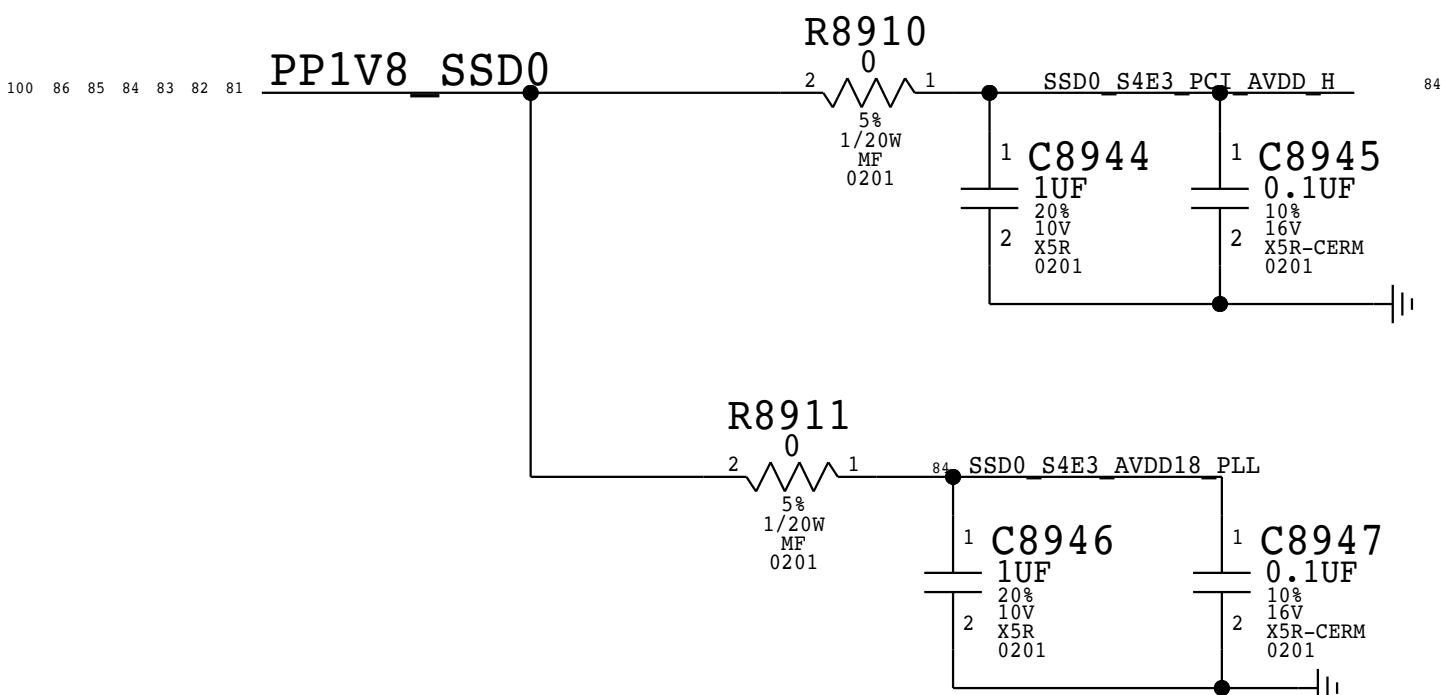 R8910
0
PP1V8_SSD0
100 86 85 84 83 82 81
2 1
SSD0_S4E3_PCI_AVDD_H
84
5%
1/20W
MF
0201
1 C8944
1UF
20%
10V
2 X5R
0201
1 C8945
0.1UF
10%
16V
2 X5R-CERM
0201
R8911
0
2 1
84 SSD0_S4E3_AVDD18_PLL
5%
1/20W
MF
0201
1 C8946
1UF
20%
10V
2 X5R
0201
1 C8947
0.1UF
10%
16V
2 X5R-CERM
0201